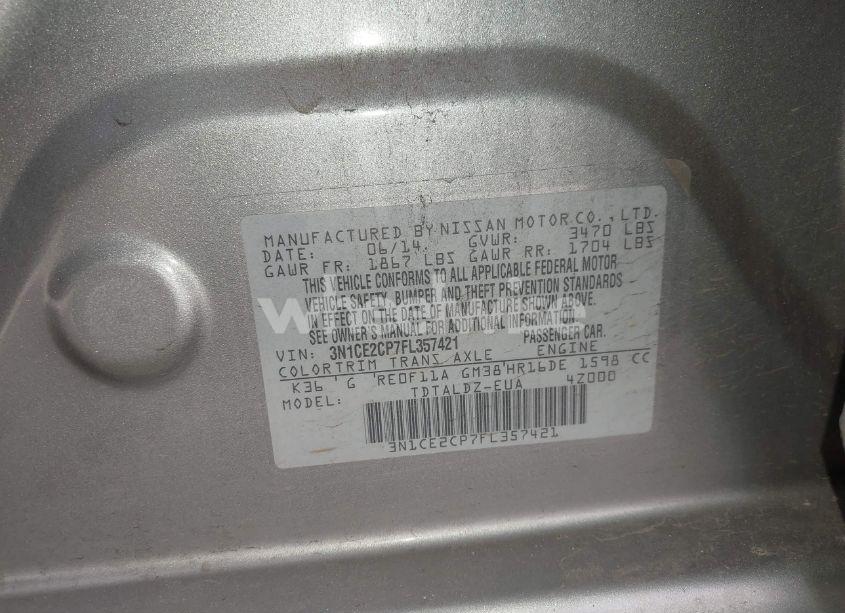 MANUFACTURED BY NISSAN MOTOR CO., LTD.
DATE: 06/14. GVWR: 3470 LBS
GAWR FR: 1867 LBS GAWR RR: 1704 LBS
THIS VEHICLE CONFORMS TO ALL APPLICABLE FEDERAL MOTOR
VEHICLE SAFETY, BUMPER AND THEFT PREVENTION STANDARDS
IN EFFECT ON THE DATE OF MANUFACTURE SHOWN ABOVE.
SEE OWNER'S MANUAL FOR ADDITIONAL INFORMATION
VIN: 3N1CE2CP7FL357421 PASSENGER CAR.
COLOR TRIM TRANS AXLE ENGINE
K36 ' G 'RE0F11A GM38'HR16DE 1598 CC
MODEL: TDTALDZ-EUA 4Z000
3N1CE2CP7FL357421